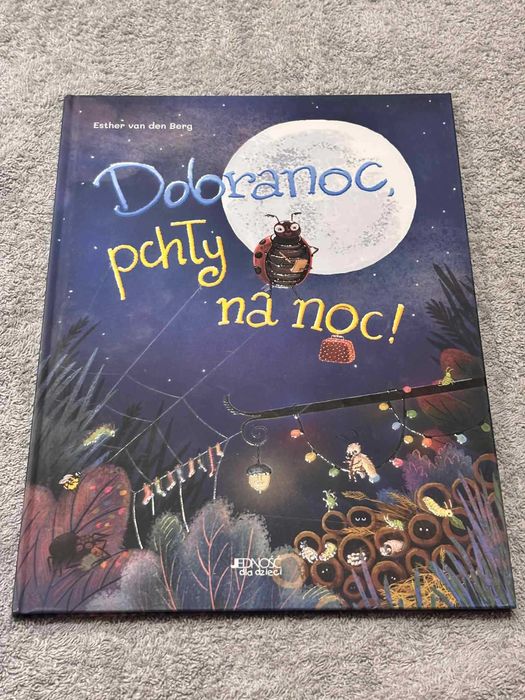 Esther van den Berg
Dobranoc,
pchły
na noc!
JEDNOŚĆ
dla dzieci